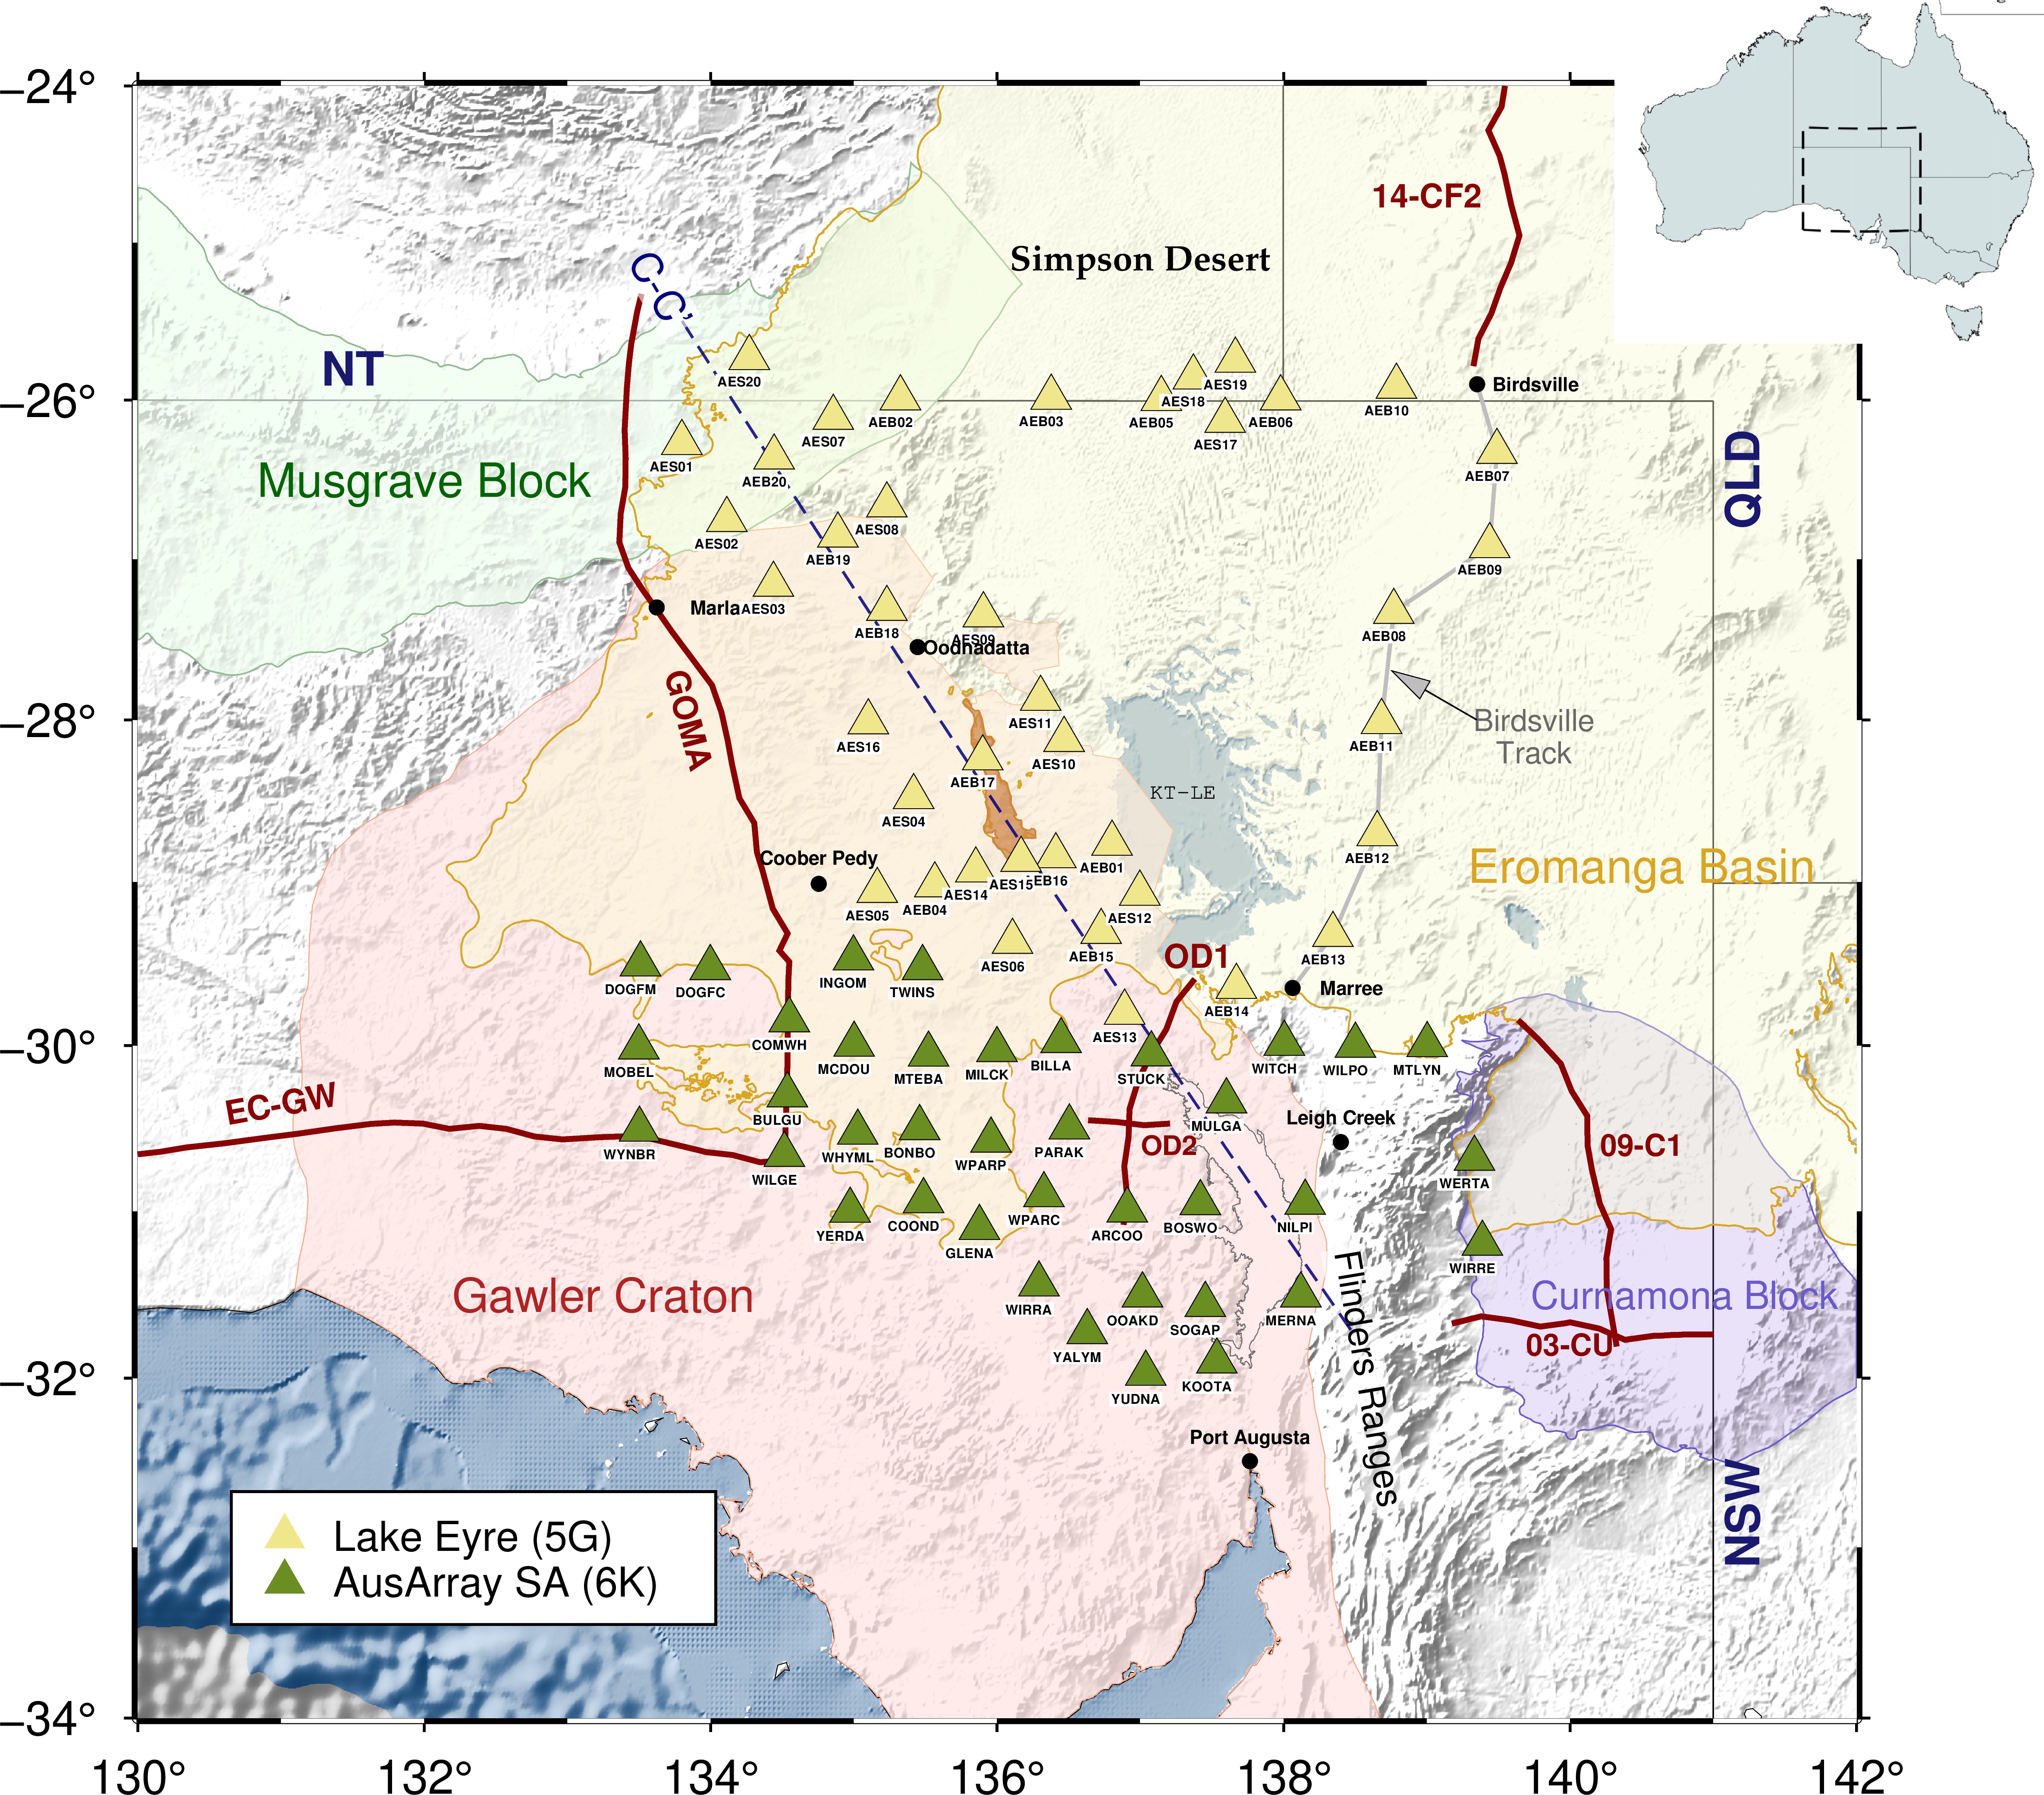 −24°
−26°
−28°
−30°
−32°
−34°
130°
132°
134°
136°
138°
140°
142°
14-CF2
Simpson Desert
C-C'
NT
AES20
AES19
AES18
AEB10
Birdsville
AES07
AEB02
AEB03
AEB05
AEB06
AES17
AES01
Musgrave Block
AEB20
AEB07
QLD
AES02
AES08
AEB19
AEB09
Marla
AES03
AEB18
AES09
Oodnadatta
AEB08
GOMA
AES16
AES11
AES10
AEB11
Birdsville
Track
AEB17
KT−LE
AES04
Coober Pedy
AEB01
AEB12
Eromanga Basin
AES05
AEB04
AES14
AES15
EB16
AES12
AEB15
AES06
OD1
AEB13
DOGFM
DOGFC
INGOM
TWINS
AEB14
Marree
COMWH
AES13
MOBEL
MCDOU
MTEBA
MILCK
BILLA
STUCK
WITCH
WILPO
MTLYN
EC-GW
BULGU
MULGA
Leigh Creek
WYNBR
WILGE
WHYML
BONBO
WPARP
PARAK
OD2
09-C1
WERTA
YERDA
COOND
GLENA
WPARC
ARCOO
BOSWO
NILPI
WIRRE
Gawler Craton
Flinders Ranges
Curnamona Block
WIRRA
OOAKD
SOGAP
MERNA
03-CU
YALYM
YUDNA
KOOTA
Port Augusta
NSW
Lake Eyre (5G)
AusArray SA (6K)